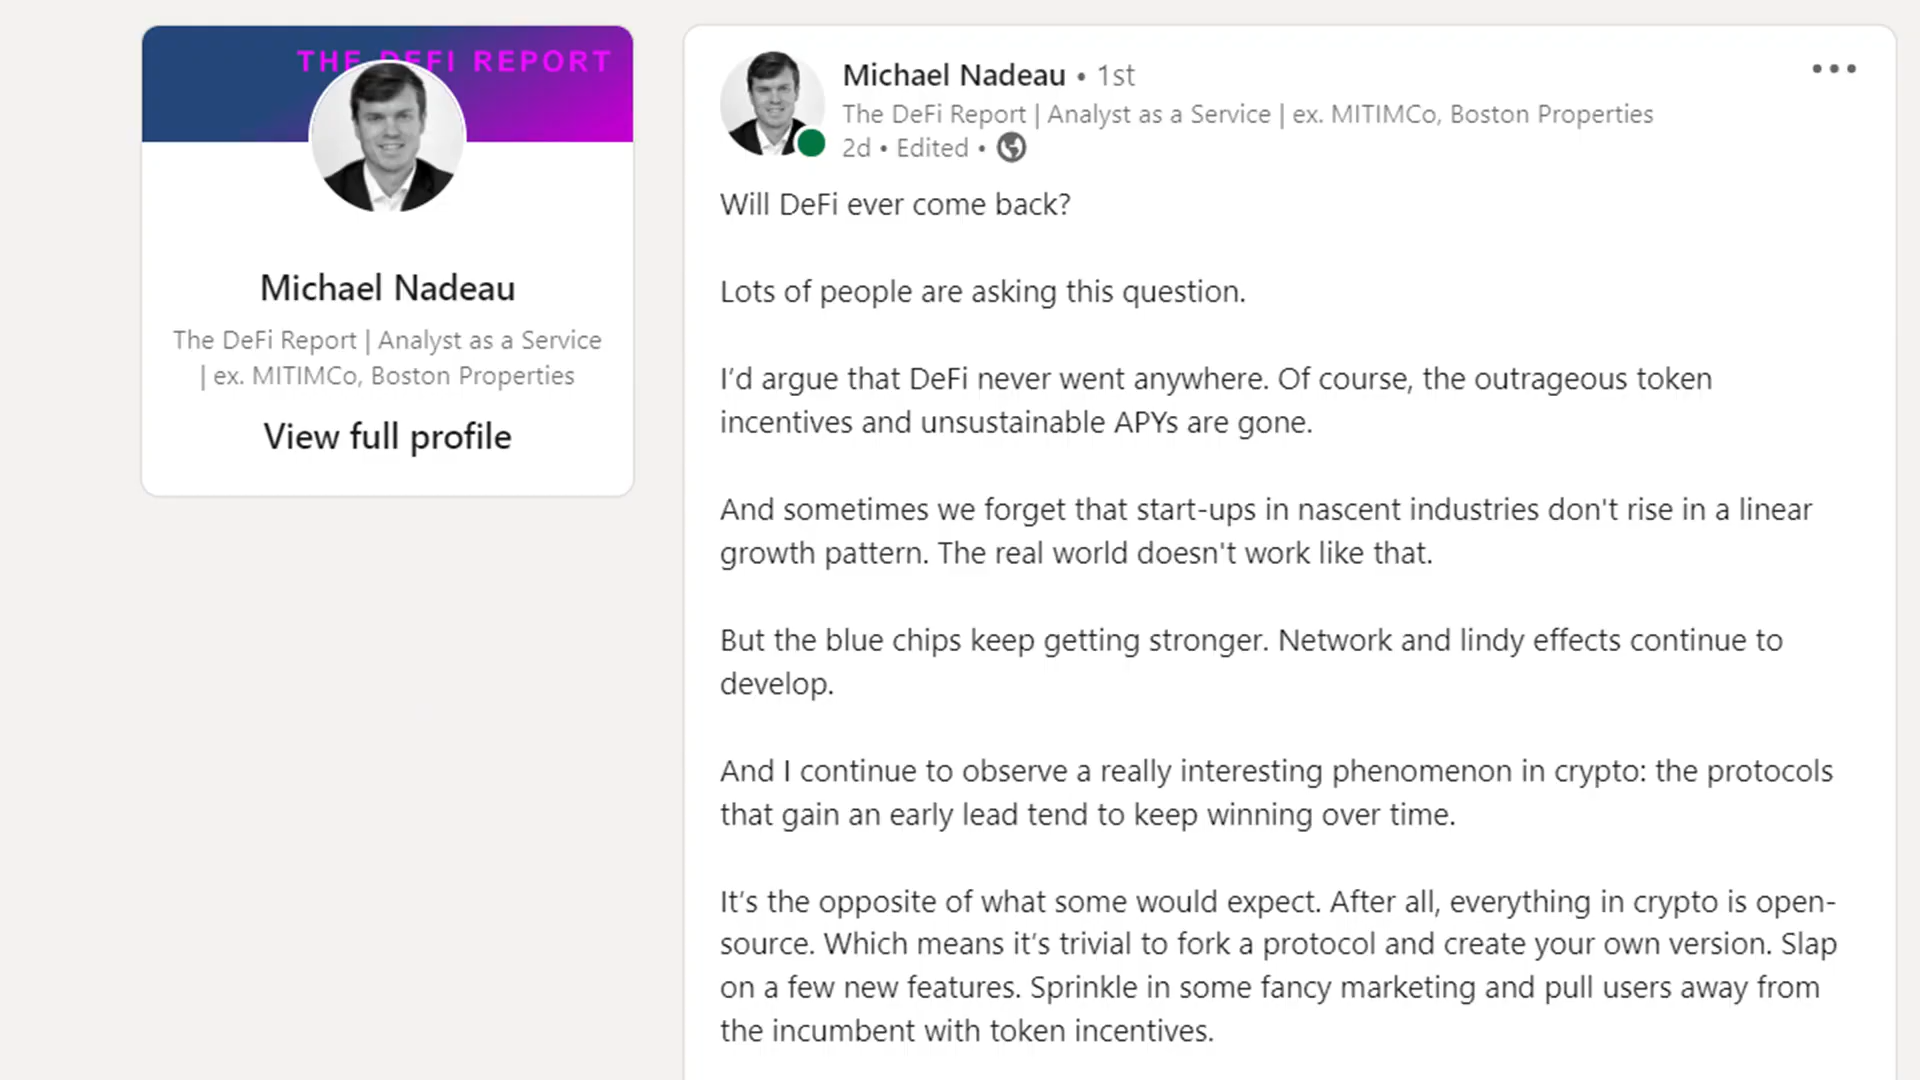 THE DEFI REPORT
Michael Nadeau
The DeFi Report | Analyst as a Service
| ex. MITIMCo, Boston Properties
View full profile
Michael Nadeau • 1st
The DeFi Report | Analyst as a Service | ex. MITIMCo, Boston Properties
2d • Edited •
Will DeFi ever come back?
Lots of people are asking this question.
I’d argue that DeFi never went anywhere. Of course, the outrageous token
incentives and unsustainable APYs are gone.
And sometimes we forget that start-ups in nascent industries don't rise in a linear
growth pattern. The real world doesn't work like that.
But the blue chips keep getting stronger. Network and lindy effects continue to
develop.
And I continue to observe a really interesting phenomenon in crypto: the protocols
that gain an early lead tend to keep winning over time.
It’s the opposite of what some would expect. After all, everything in crypto is open-
source. Which means it’s trivial to fork a protocol and create your own version. Slap
on a few new features. Sprinkle in some fancy marketing and pull users away from
the incumbent with token incentives.